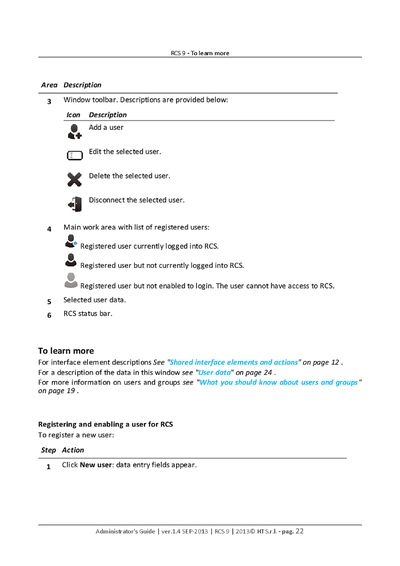 RCS 9 - To learn more
Area Description
3 Window toolbar. Descriptions are provided below:
Icon Description
Add a user
Edit the selected user.
Delete the selected user.
Disconnect the selected user.
4 Main work area with list of registered users:
Registered user currently logged into RCS.
Registered user but not currently logged into RCS.
Registered user but not enabled to login. The user cannot have access to RCS.
5 Selected user data.
6 RCS status bar.
To learn more
For interface element descriptions See "Shared interface elements and actions" on page 12 .
For a description of the data in this window see "User data" on page 24 .
For more information on users and groups see "What you should know about users and groups"
on page 19 .
Registering and enabling a user for RCS
To register a new user:
Step Action
1 Click New user: data entry fields appear.
Administrator's Guide | ver.1.4 SEP-2013 | RCS 9 | 2013© HT S.r.l. - pag. 22